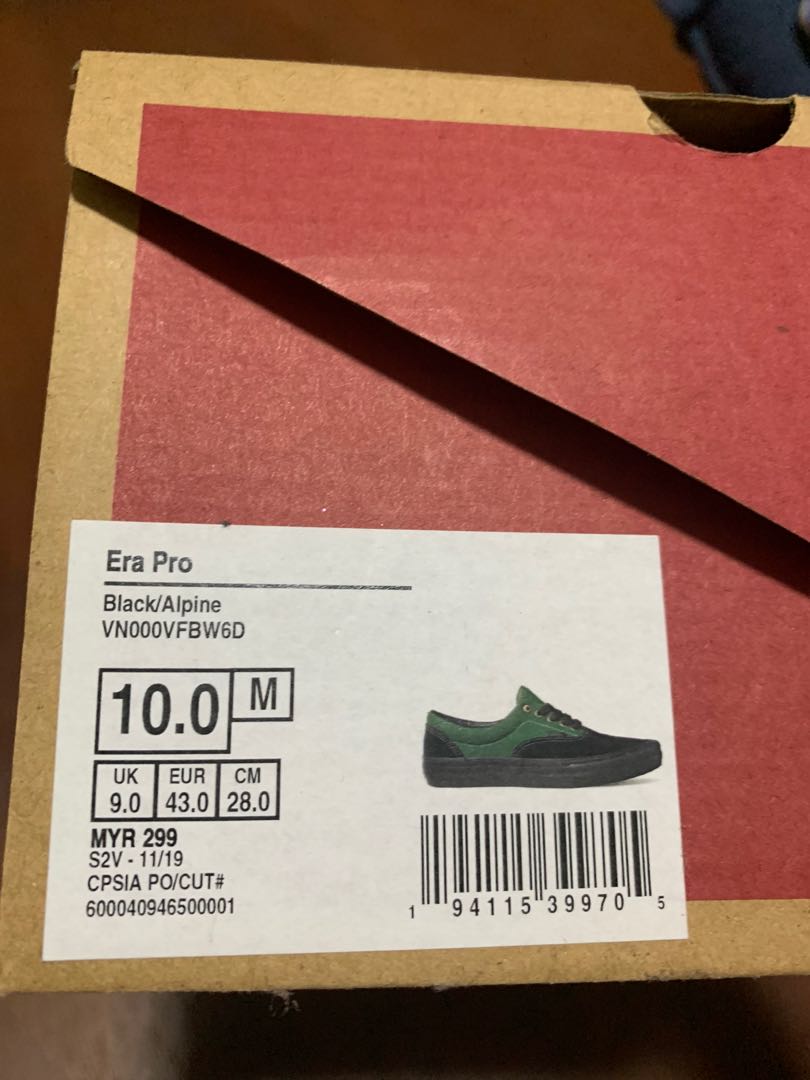 Era Pro
Black/Alpine
VN000VFBW6D
10.0 M
UK EUR CM
9.0 43.0 28.0
MYR 299
S2V - 11/19
CPSIA PO/CUT#
600040946500001
1 94115 39970 5